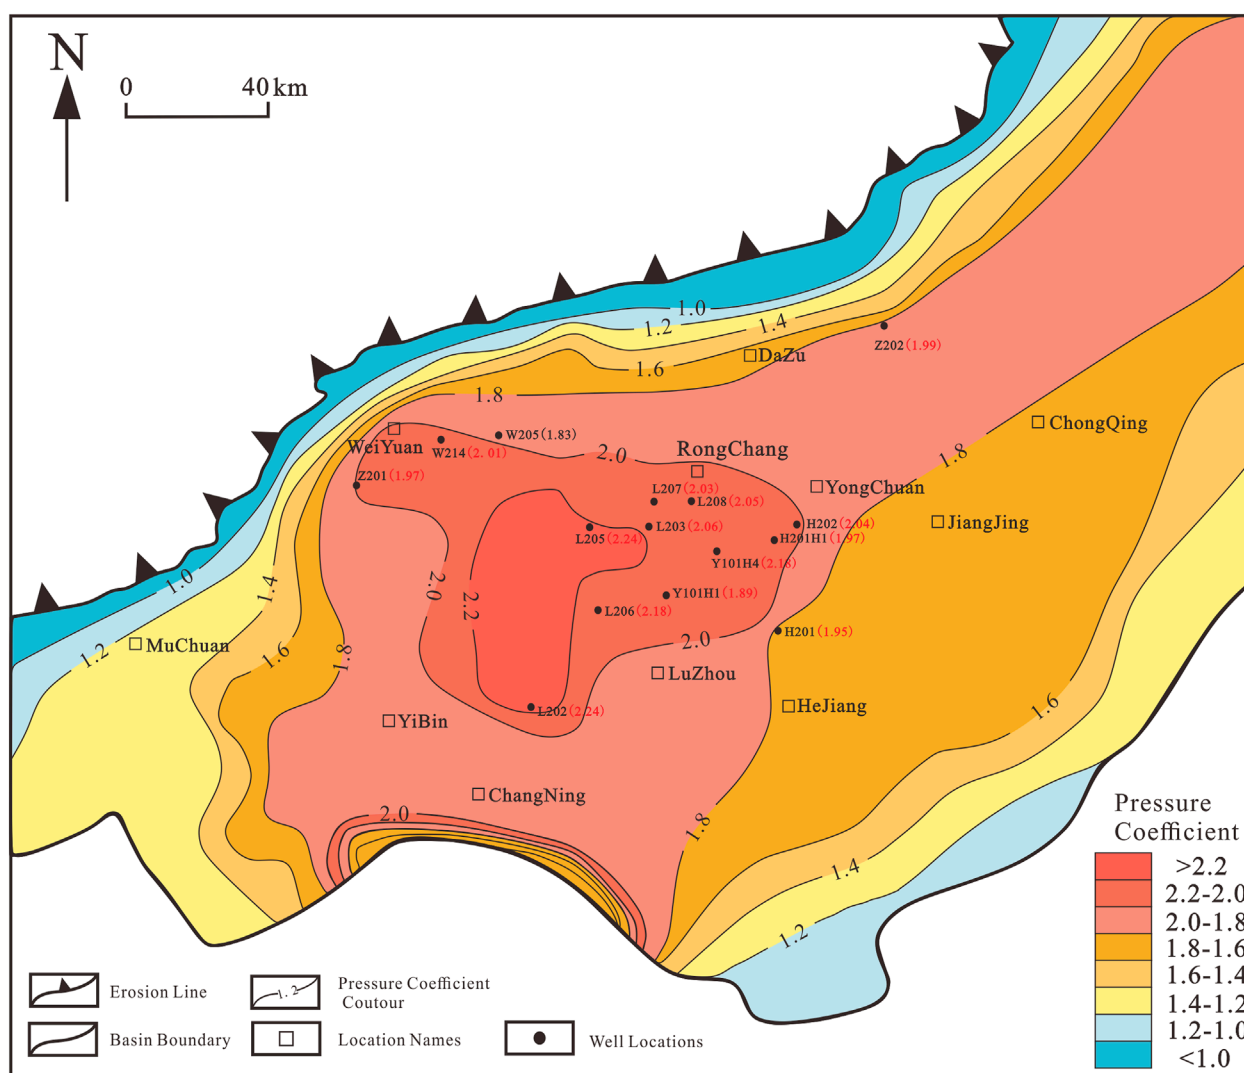 N
0 40 km
1.0
1.2
1.4
DaZu
Z202(1.99)
1.6
1.8
ChongQing
WeiYuan
W205(1.83)
W214(2.01)
2.0
RongChang
1.8
Z201(1.97)
L207(2.03)
L208(2.05)
YongChuan
L205(2.24)
L203(2.06)
H202(2.04)
H201H1(1.97)
JiangJing
Y101H4(2.18)
1.0
1.4
2.0
2.2
Y101H1(1.89)
L206(2.18)
H201(1.95)
MuChuan
1.2
1.6
1.8
2.0
LuZhou
L202(2.24)
YiBin
HeJiang
1.6
ChangNing
2.0
1.8
1.4
1.2
Pressure
Coefficient
>2.2
2.2-2.0
2.0-1.8
1.8-1.6
1.6-1.4
1.4-1.2
1.2-1.0
<1.0
Erosion Line
1.2
Pressure Coefficient
Coutour
Basin Boundary
Location Names
Well Locations